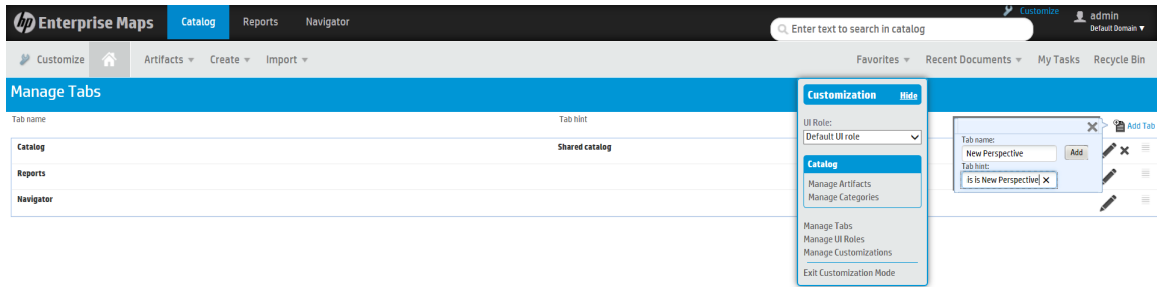 hp Enterprise Maps Catalog Reports Navigator Enter text to search in catalog Customize admin
Default Domain ▼
Customize Artifacts Create Import Favorites Recent Documents My Tasks Recycle Bin
Manage Tabs
Customization Hide
Tab name Tab hint
UI Role:
Default UI role
Add Tab
Tab name:
New Perspective Add
Tab hint:
is is New Perspective
Catalog Shared catalog
Reports
Navigator
Catalog
Manage Artifacts
Manage Categories
Manage Tabs
Manage UI Roles
Manage Customizations
Exit Customization Mode